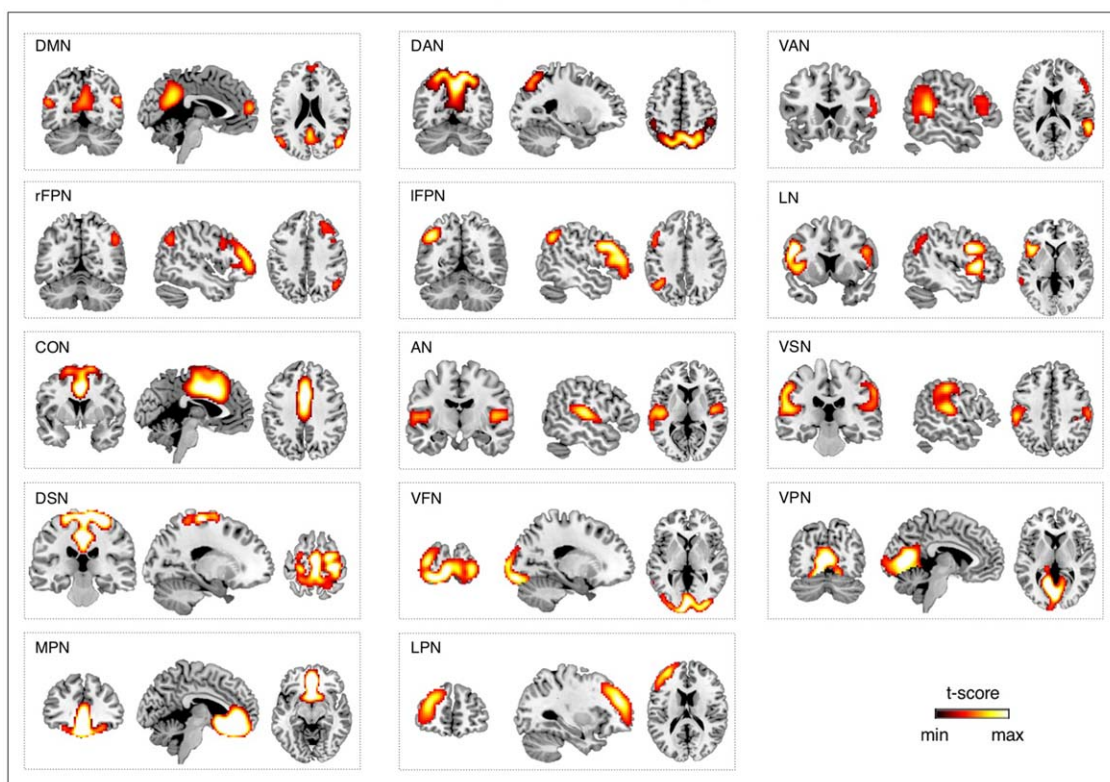 DMN
DAN
VAN
rFPN
lFPN
LN
CON
AN
VSN
DSN
VFN
VPN
MPN
LPN
t-score
min max